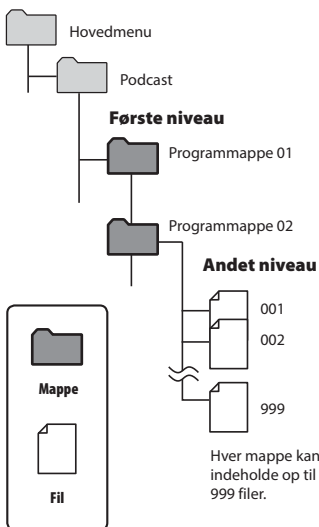 Hovedmenu
Podcast
Første niveau
Programmappe 01
Programmappe 02
Andet niveau
001
002
999
Hver mappe kan
indeholde op til
999 filer.
Mappe
Fil